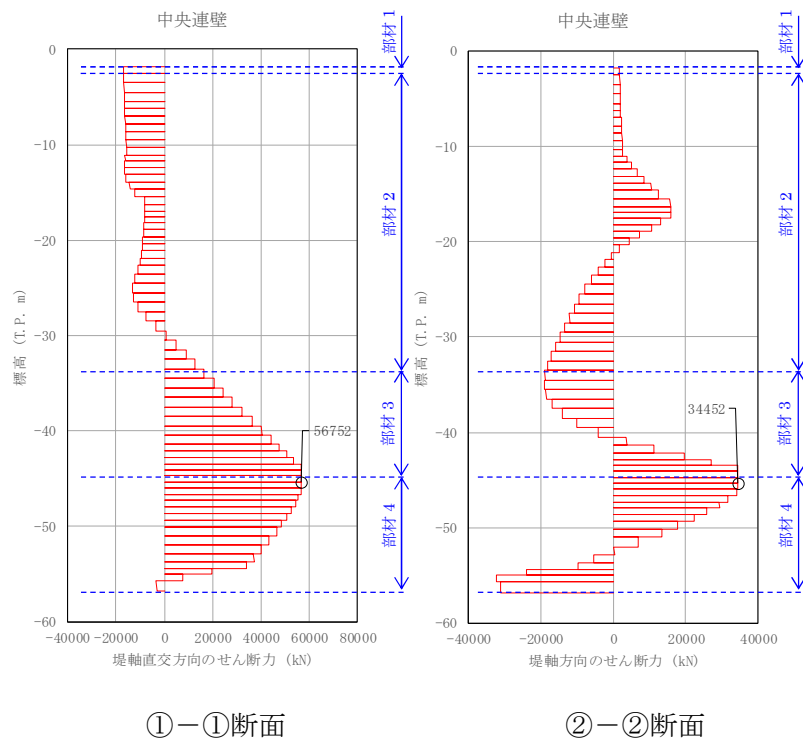 中央連壁
部材1
0
-10
-20
-30
-40
-50
-60
標高 (T.P. m)
部材2
部材3
部材4
56752
-40000 -20000 0 20000 40000 60000 80000
堤軸直交方向のせん断力 (kN)
①－①断面
中央連壁
部材1
0
-10
-20
-30
-40
-50
-60
標高 (T.P. m)
部材2
部材3
部材4
34452
-40000 -20000 0 20000 40000
堤軸方向のせん断力 (kN)
②－②断面